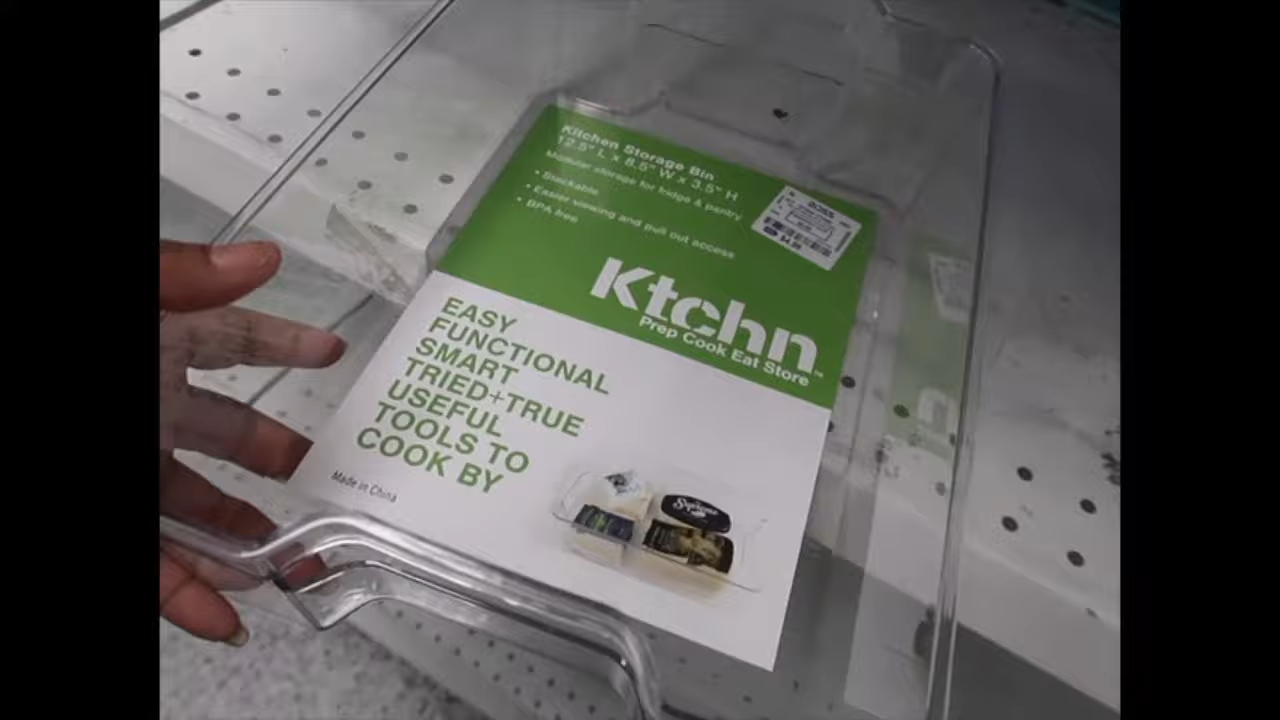 Kitchen Storage Bin
12.5" L x 8.5" W x 3.5" H
Modular storage for fridge & pantry
• Stackable
• Easier viewing and pull out access
• BPA free
Ktchn™
Prep Cook Eat Store
EASY
FUNCTIONAL
SMART
TRIED+TRUE
USEFUL
TOOLS TO
COOK BY
Made in China
Supreme